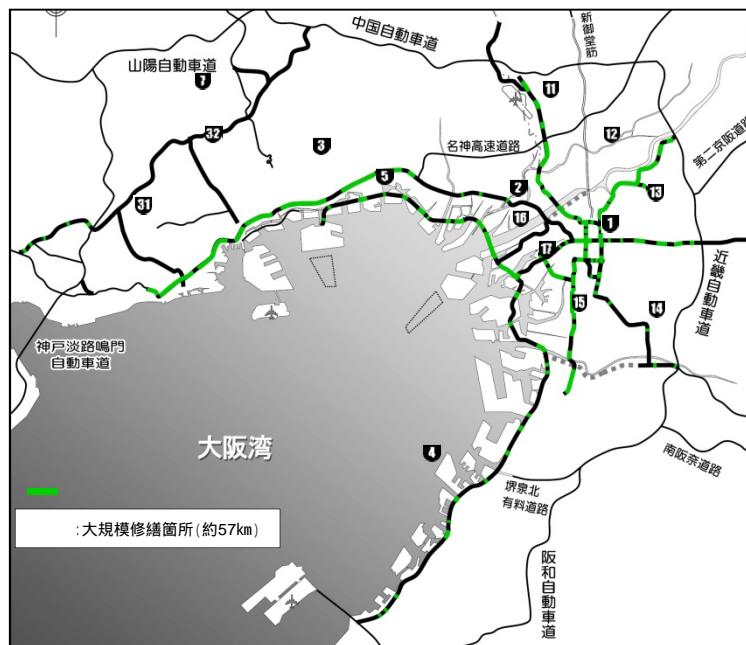 中国自動車道
新御堂筋
山陽自動車道
7
11
32
3
名神高速道路
12
第二京阪道路
31
5
2
13
16
1
17
近畿自動車道
15
14
神戸淡路鳴門
自動車道
大阪湾
4
南阪奈道路
堺泉北
有料道路
:大規模修繕箇所(約57km)
阪和自動車道